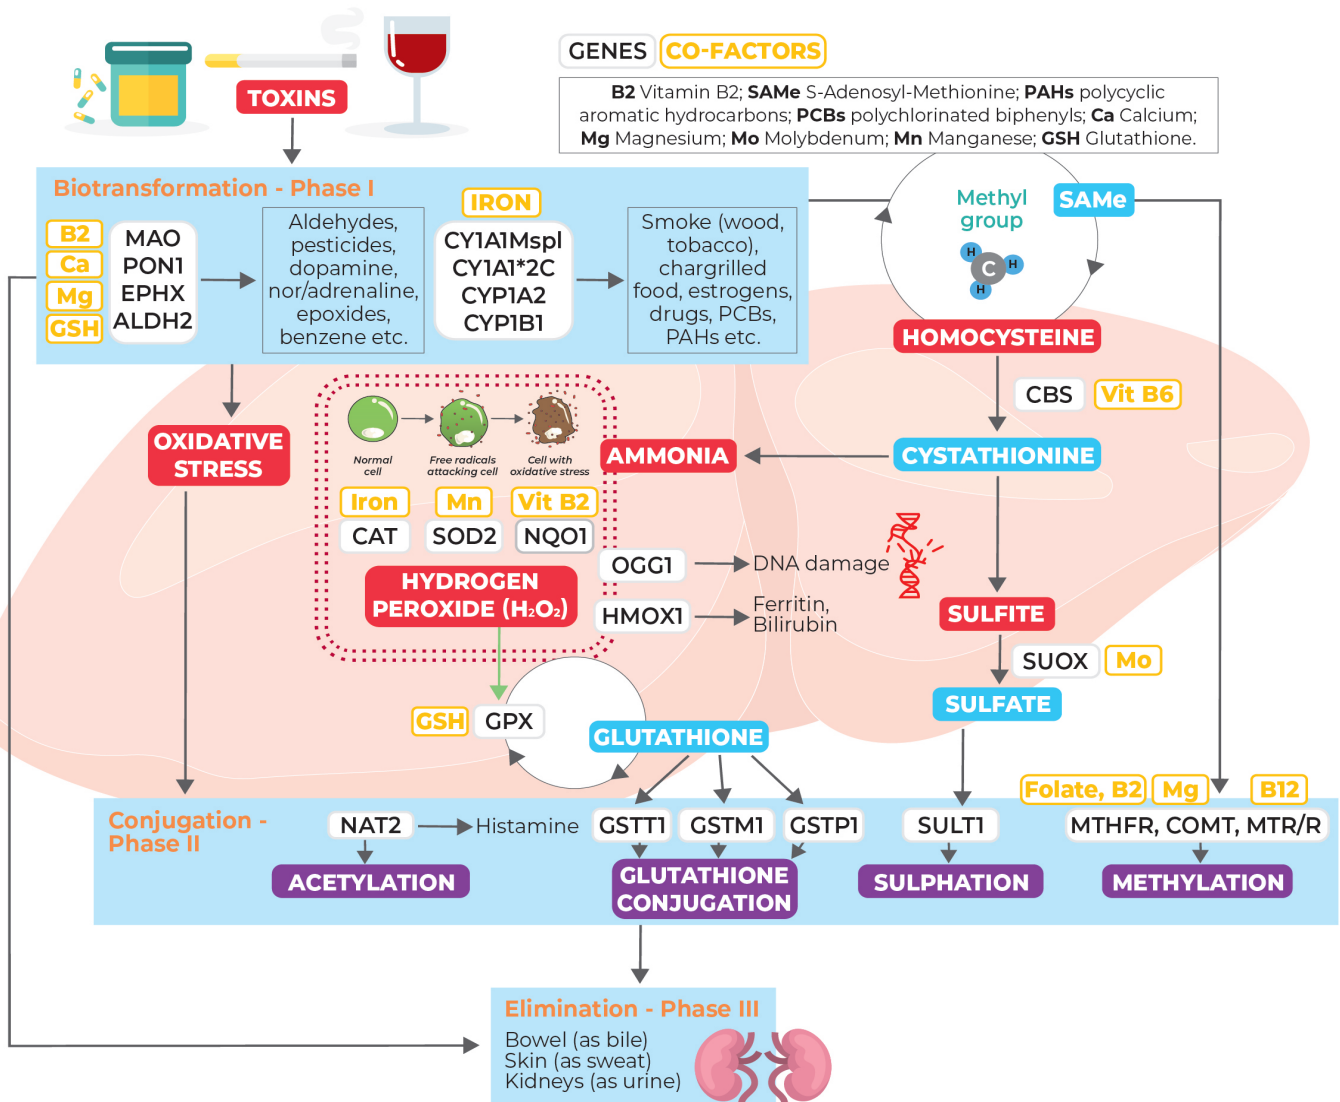 GENES CO-FACTORS
TOXINS
B2 Vitamin B2; SAMe S-Adenosyl-Methionine; PAHs polycyclic
aromatic hydrocarbons; PCBs polychlorinated biphenyls; Ca Calcium;
Mg Magnesium; Mo Molybdenum; Mn Manganese; GSH Glutathione.
Biotransformation - Phase I
B2
Ca
Mg
GSH
MAO
PON1
EPHX
ALDH2
Aldehydes,
pesticides,
dopamine,
nor/adrenaline,
epoxides,
benzene etc.
IRON
CY1A1Mspl
CY1A1*2C
CYP1A2
CYP1B1
Smoke (wood,
tobacco),
chargrilled
food, estrogens,
drugs, PCBs,
PAHs etc.
Methyl
group
SAMe
H
C
H
H
HOMOCYSTEINE
CBS
Vit B6
OXIDATIVE
STRESS
Normal
cell
Free radicals
attacking cell
Cell with
oxidative stress
AMMONIA
CYSTATHIONINE
Iron
Mn
Vit B2
CAT
SOD2
NQO1
HYDROGEN
PEROXIDE (H₂O₂)
OGG1
DNA damage
HMOX1
Ferritin,
Bilirubin
SULFITE
SUOX
Mo
SULFATE
GSH
GPX
GLUTATHIONE
Folate, B2
Mg
B12
Conjugation -
Phase II
NAT2
Histamine
GSTT1
GSTM1
GSTP1
SULT1
MTHFR, COMT, MTR/R
ACETYLATION
GLUTATHIONE
CONJUGATION
SULPHATION
METHYLATION
Elimination - Phase III
Bowel (as bile)
Skin (as sweat)
Kidneys (as urine)